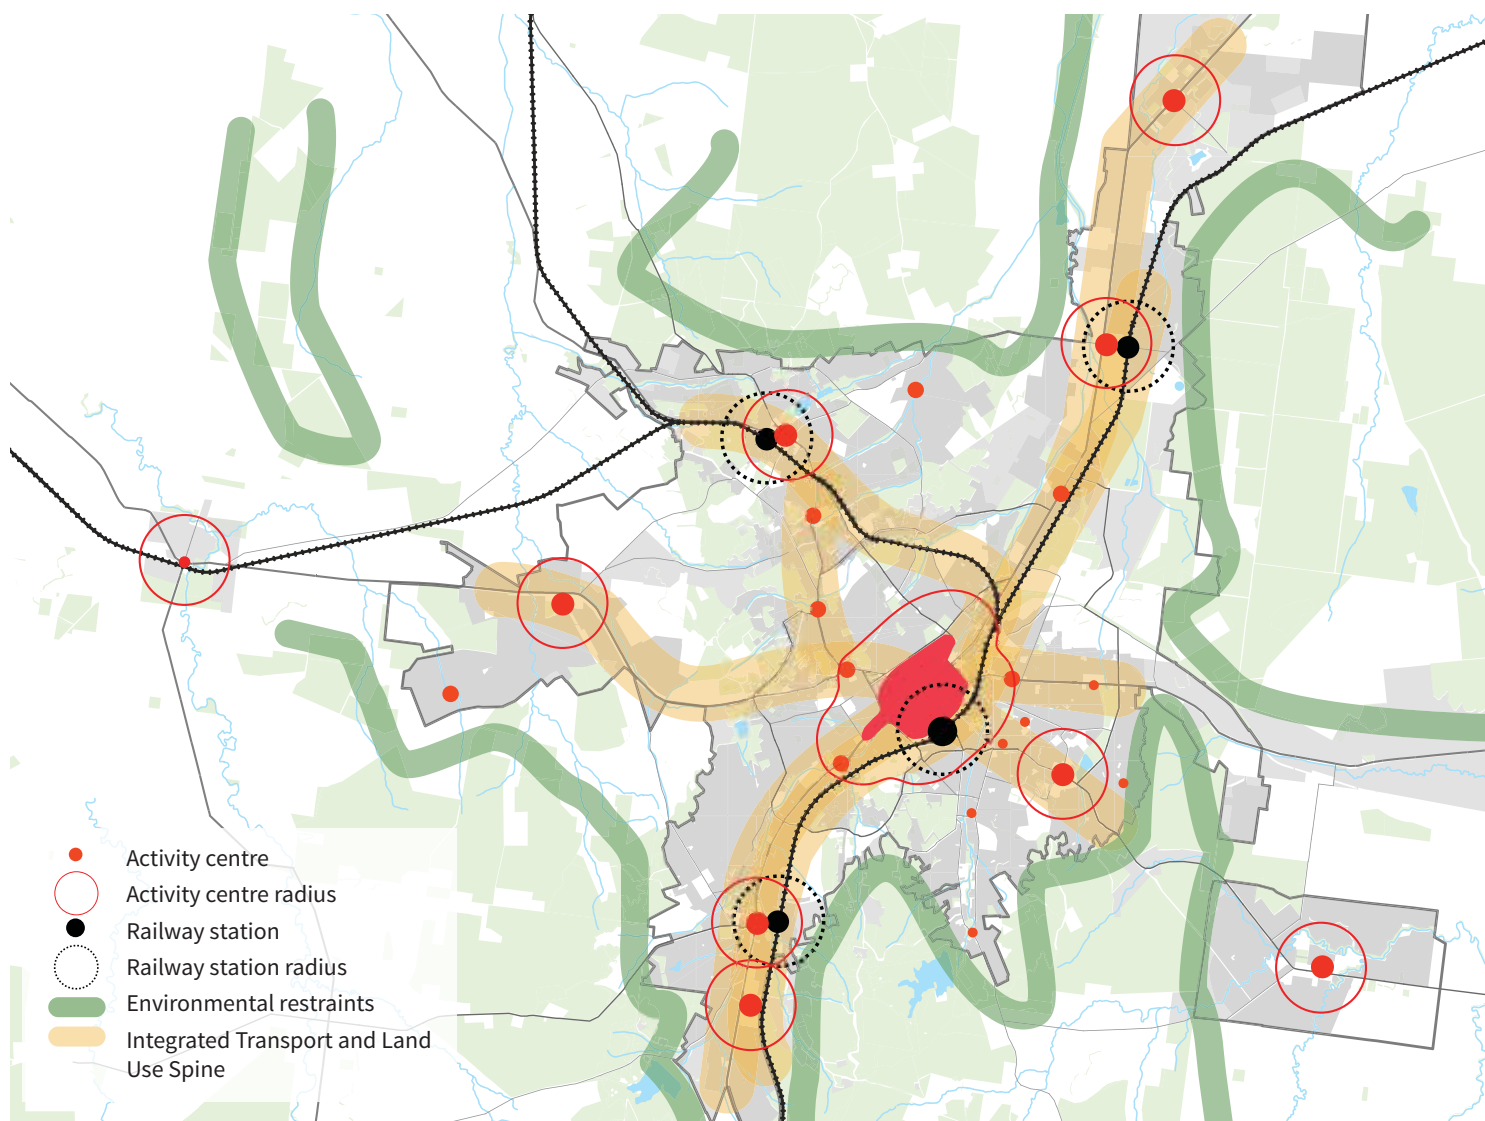 Activity centre
Activity centre radius
Railway station
Railway station radius
Environmental restraints
Integrated Transport and Land
Use Spine